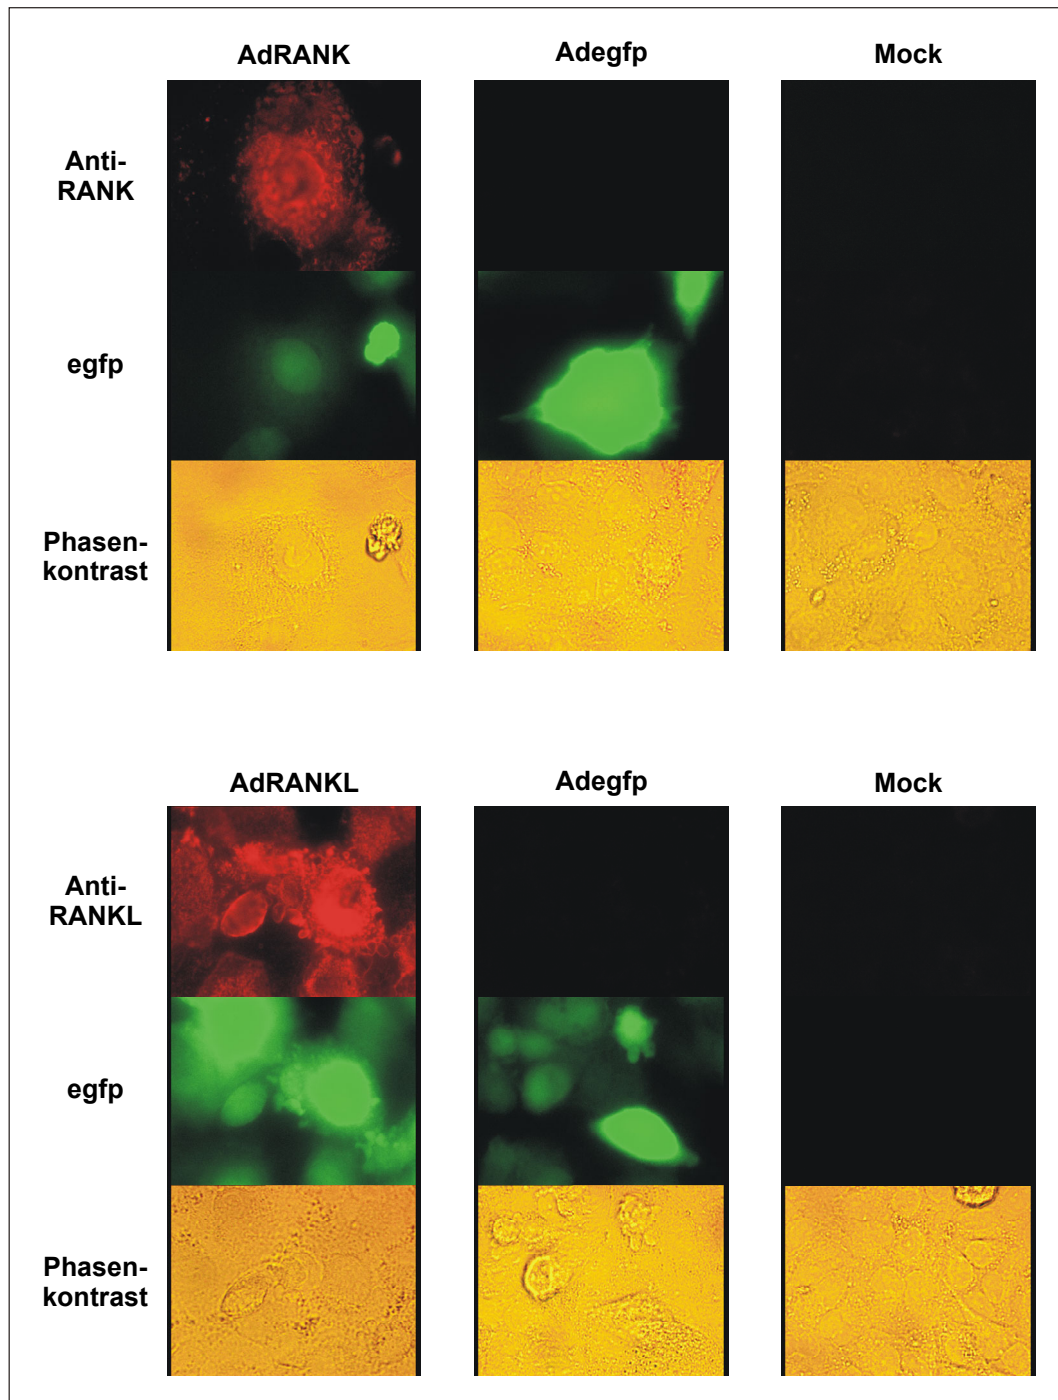 AdRANK Adegfp Mock
Anti-
RANK
egfp
Phasen-
kontrast
AdRANKL Adegfp Mock
Anti-
RANKL
egfp
Phasen-
kontrast